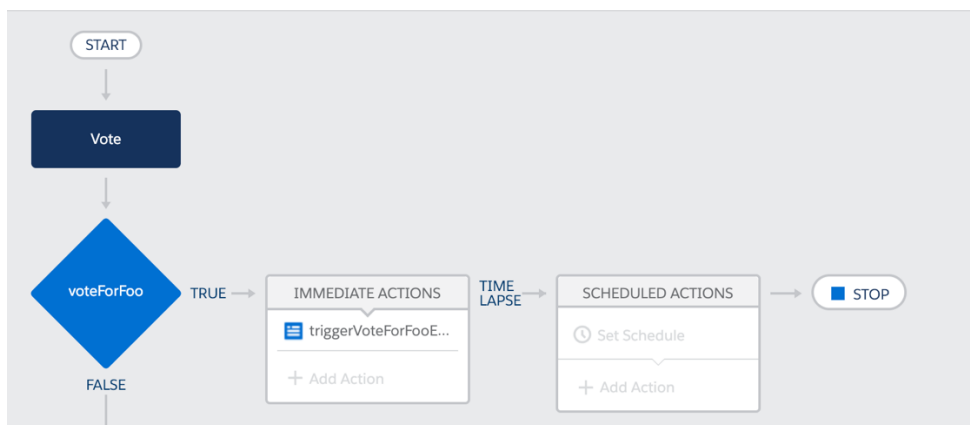 START
Vote
voteForFoo
TRUE
IMMEDIATE ACTIONS
triggerVoteForFooE...
+ Add Action
TIME
LAPSE
SCHEDULED ACTIONS
Set Schedule
+ Add Action
STOP
FALSE